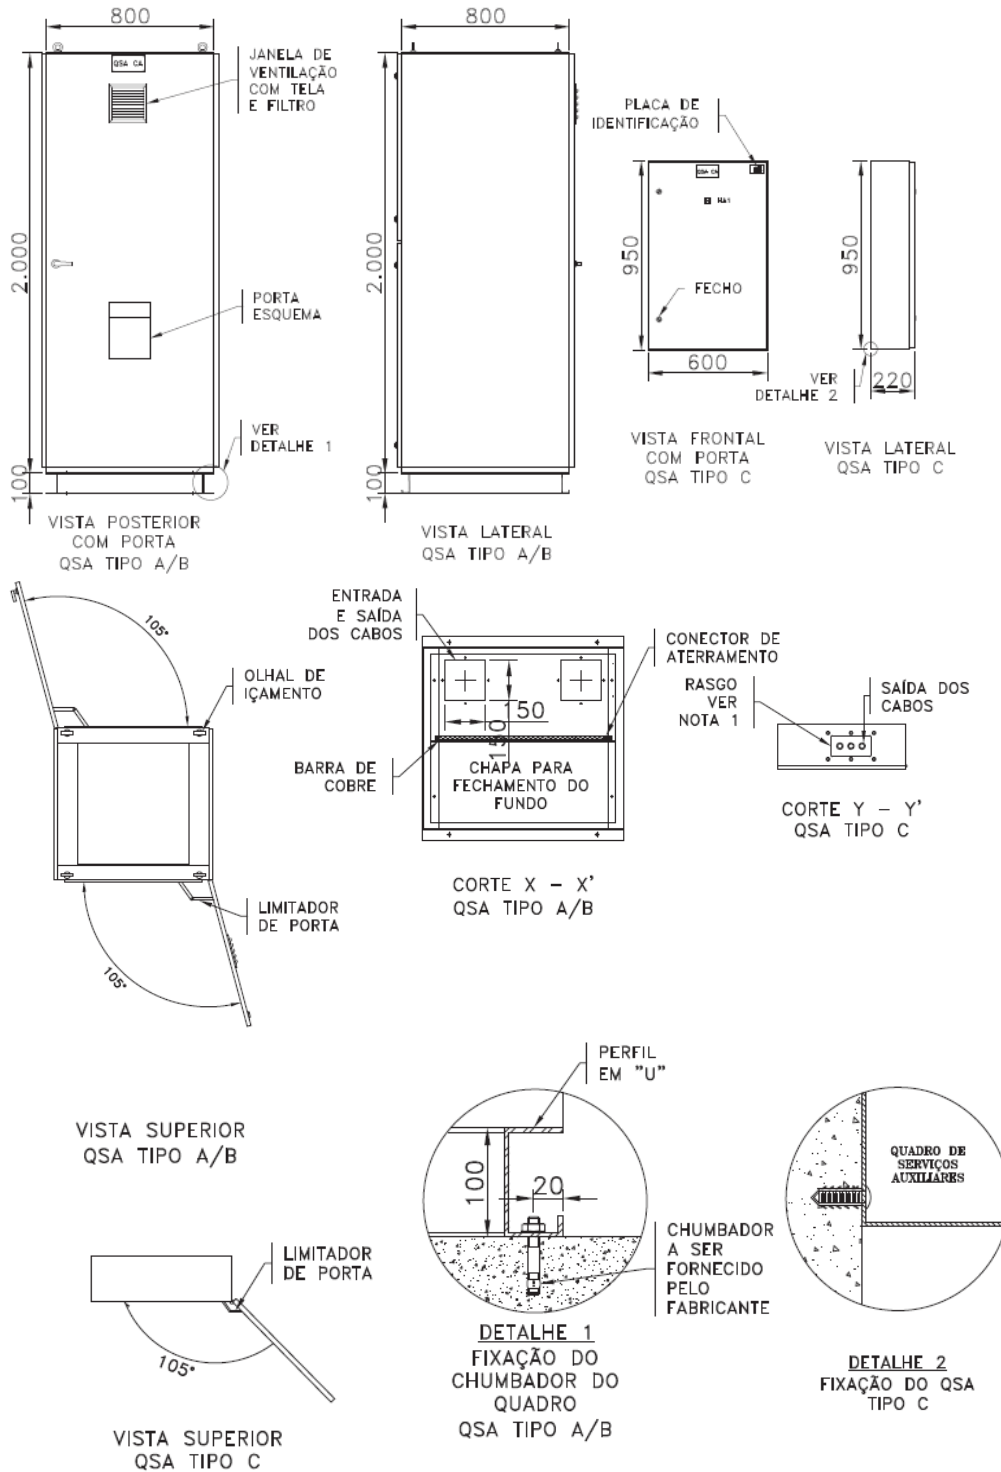 800
QSA CA
JANELA DE
VENTILAÇÃO
COM TELA
E FILTRO
2.000
PORTA
ESQUEMA
VER
DETALHE 1
100
VISTA POSTERIOR
COM PORTA
QSA TIPO A/B
800
2.000
100
VISTA LATERAL
QSA TIPO A/B
PLACA DE
IDENTIFICAÇÃO
QSA CA
HA1
950
FECHO
600
VISTA FRONTAL
COM PORTA
QSA TIPO C
950
VER
DETALHE 2
220
VISTA LATERAL
QSA TIPO C
105°
OLHAL DE
IÇAMENTO
LIMITADOR
DE PORTA
105°
VISTA SUPERIOR
QSA TIPO A/B
ENTRADA
E SAÍDA
DOS CABOS
CONECTOR DE
ATERRAMENTO
50
150
BARRA DE
COBRE
CHAPA PARA
FECHAMENTO DO
FUNDO
CORTE X - X'
QSA TIPO A/B
RASGO
VER
NOTA 1
SAÍDA DOS
CABOS
CORTE Y - Y'
QSA TIPO C
LIMITADOR
DE PORTA
105°
VISTA SUPERIOR
QSA TIPO C
PERFIL
EM "U"
100
20
CHUMBADOR
A SER
FORNECIDO
PELO
FABRICANTE
DETALHE 1
FIXAÇÃO DO
CHUMBADOR DO
QUADRO
QSA TIPO A/B
QUADRO DE
SERVIÇOS
AUXILIARES
DETALHE 2
FIXAÇÃO DO QSA
TIPO C